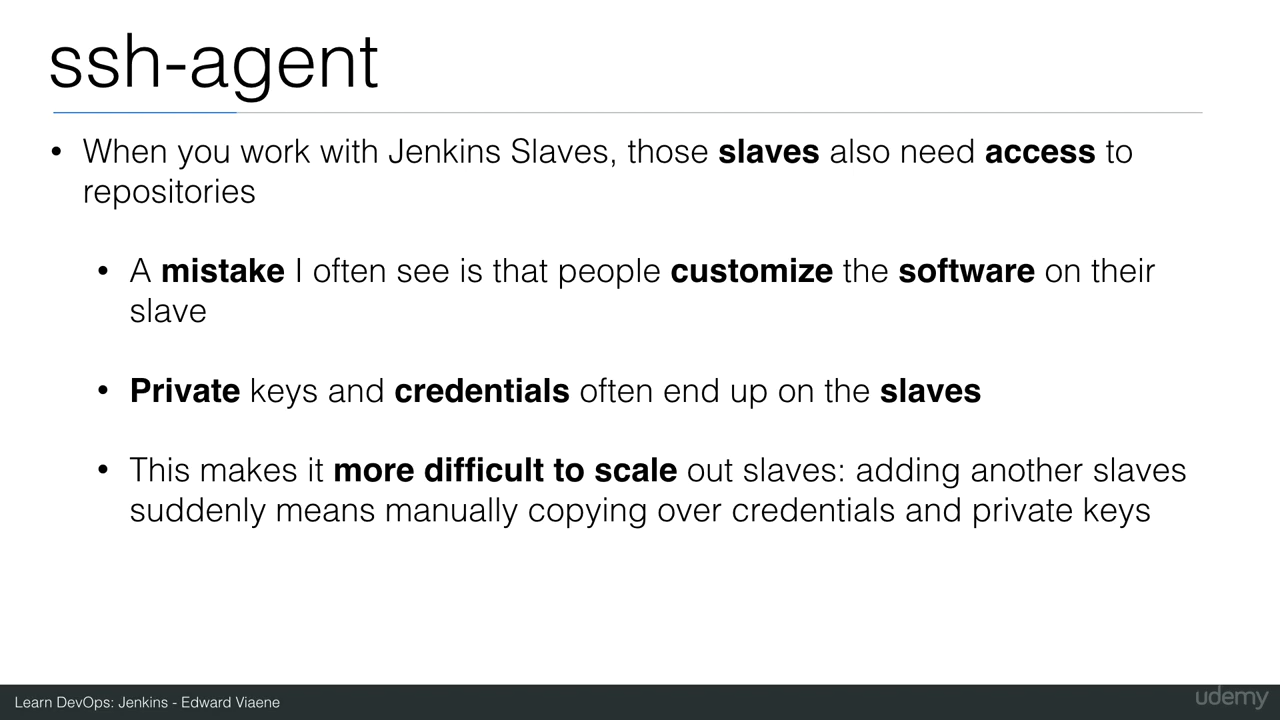 ssh-agent
• When you work with Jenkins Slaves, those slaves also need access to
repositories
• A mistake I often see is that people customize the software on their
slave
• Private keys and credentials often end up on the slaves
• This makes it more difficult to scale out slaves: adding another slaves
suddenly means manually copying over credentials and private keys
Learn DevOps: Jenkins - Edward Viaene
udemy